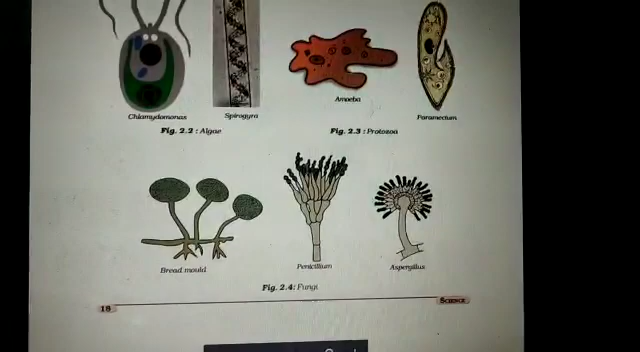 Chlamydomonas
Spirogyra
Amoeba
Paramecium
Fig. 2.2 : Algae
Fig. 2.3 : Protozoa
Bread mould
Penicillium
Aspergillus
Fig. 2.4: Fungi
18
Science